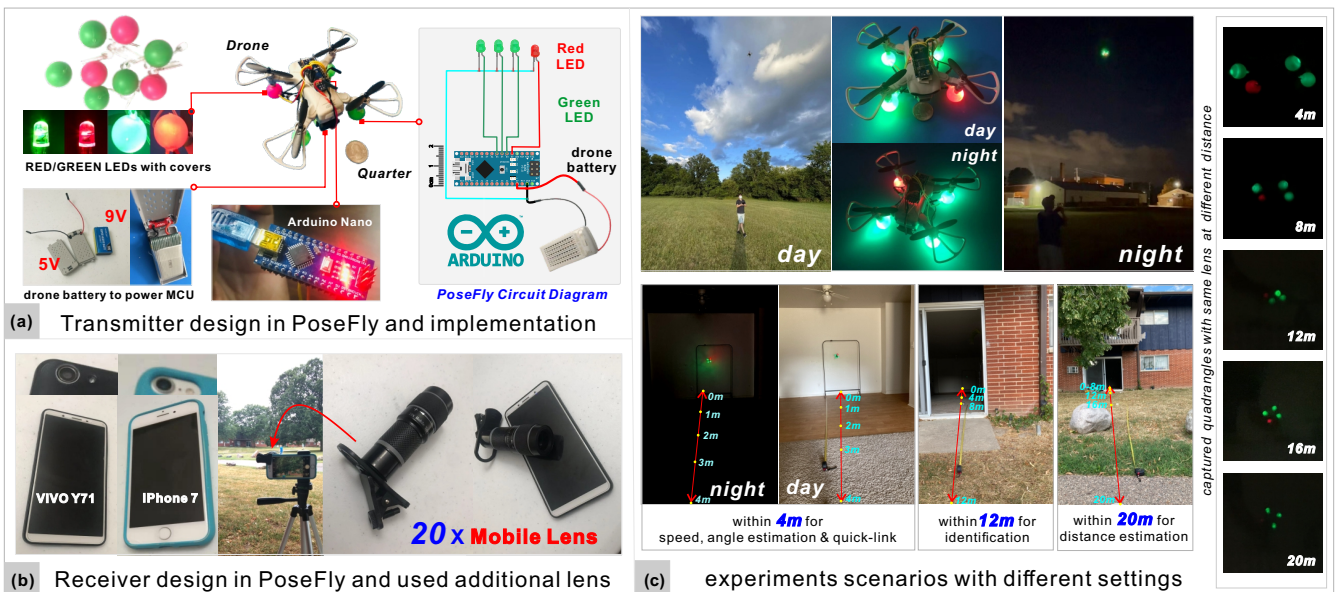 Drone
Red
LED
Green
LED
drone
battery
RED/GREEN LEDs with covers
Quarter
9V
5V
Arduino Nano
2
1
ARDUINO
drone battery to power MCU
PoseFly Circuit Diagram
(a) Transmitter design in PoseFly and implementation
VIVO Y71
IPhone 7
20 x Mobile Lens
(b) Receiver design in PoseFly and used additional lens
day
day
night
night
0m
1m
2m
3m
4m
night
0m
1m
2m
3m
4m
day
0m
4m
8m
12m
0-8m
12m
20m
within 4m for
speed, angle estimation & quick-link
within 12m for
identification
within 20m for
distance estimation
(c) experiments scenarios with different settings
captured quadrangles with same lens at different distance
4m
8m
12m
16m
20m